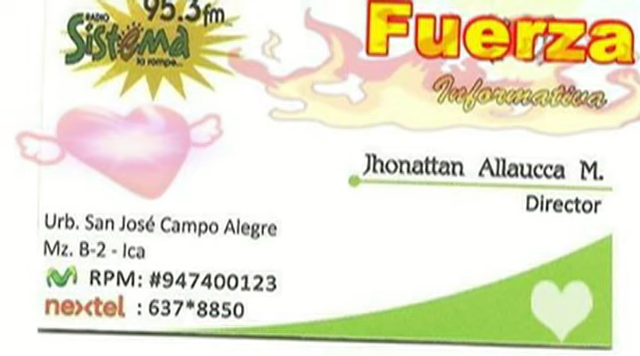 95.3fm
RADIO
Sistema
la rompe...
Fuerza
Informativa
Jhonattan Allaucca M.
Director
Urb. San José Campo Alegre
Mz. B-2 - Ica
RPM: #947400123
nextel : 637*8850